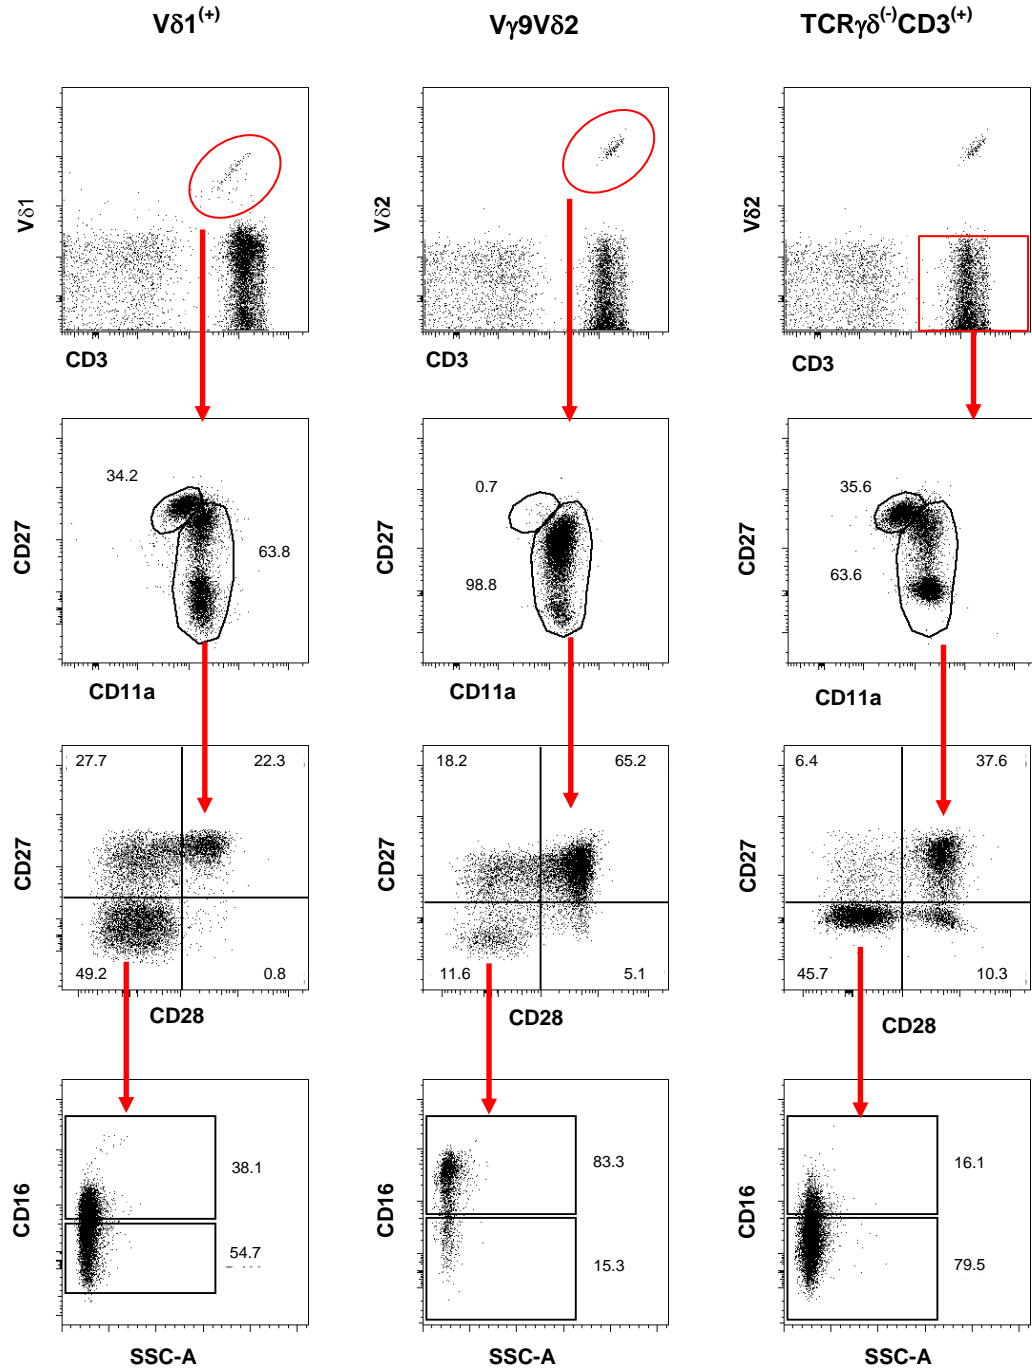 Vδ1(+) Vγ9Vδ2 TCRγδ(-)CD3(+)
Vδ1 Vδ2 Vδ2
CD3 CD3 CD3
34.2 0.7 35.6
CD27 CD27 CD27
63.8 98.8 63.6
CD11a CD11a CD11a
27.7 22.3 18.2 65.2 6.4 37.6
CD27 CD27 CD27
49.2 0.8 11.6 5.1 45.7 10.3
CD28 CD28 CD28
38.1 83.3 16.1
CD16 CD16 CD16
54.7 15.3 79.5
SSC-A SSC-A SSC-A